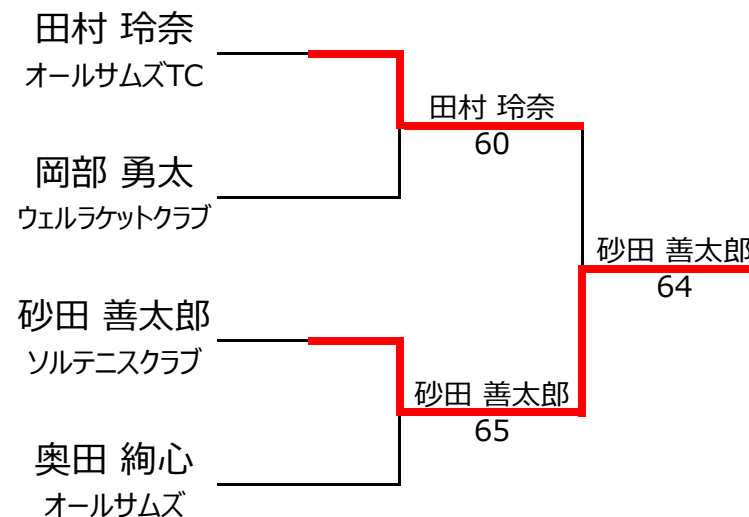 田村 玲奈
オールサムズTC
田村 玲奈
60
岡部 勇太
ウェルラケットクラブ
砂田 善太郎
64
砂田 善太郎
ソルテニスクラブ
砂田 善太郎
65
奥田 絢心
オールサムズ